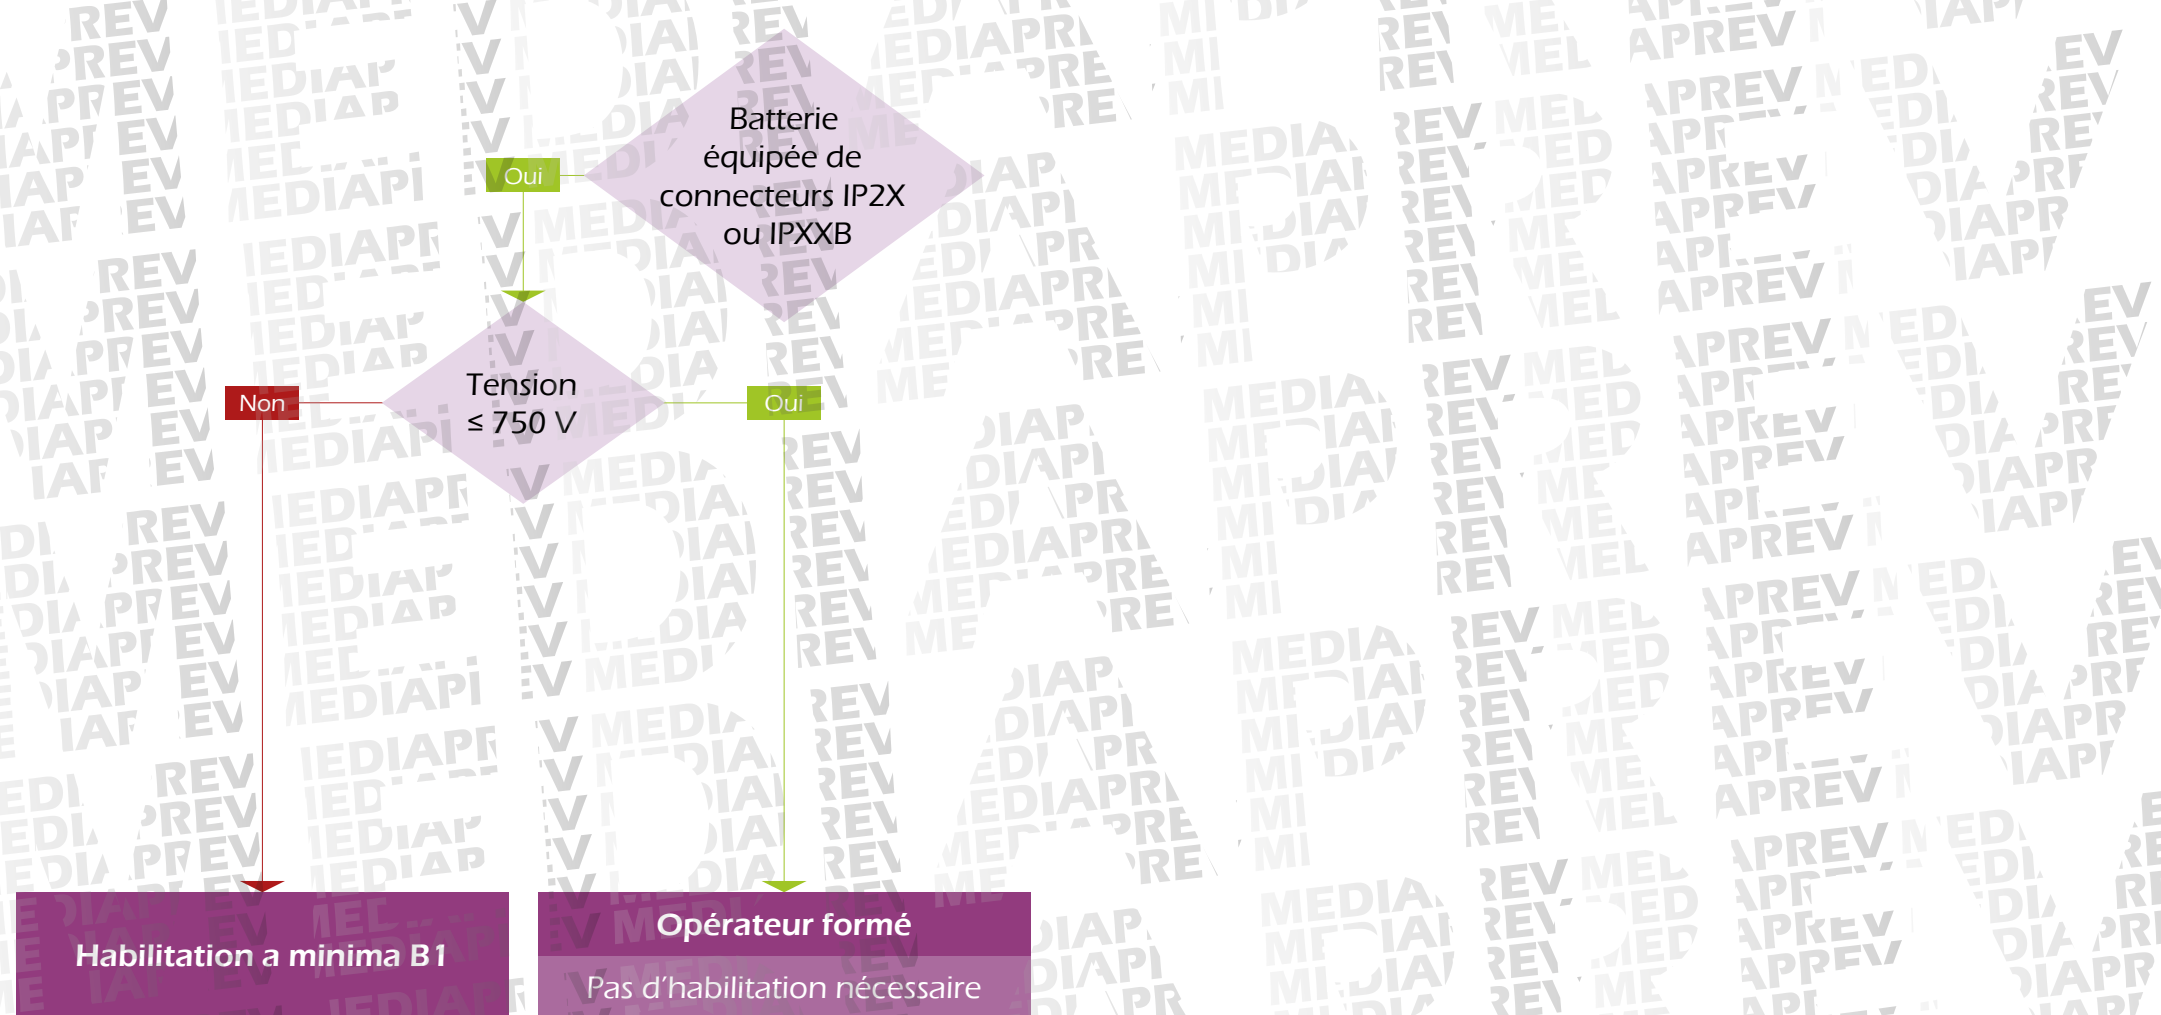 Batterie
équipée de
connecteurs IP2X
ou IPXXB
Oui
Tension
≤ 750 V
Non
Oui
Habilitation a minima B1
Opérateur formé
Pas d’habilitation nécessaire